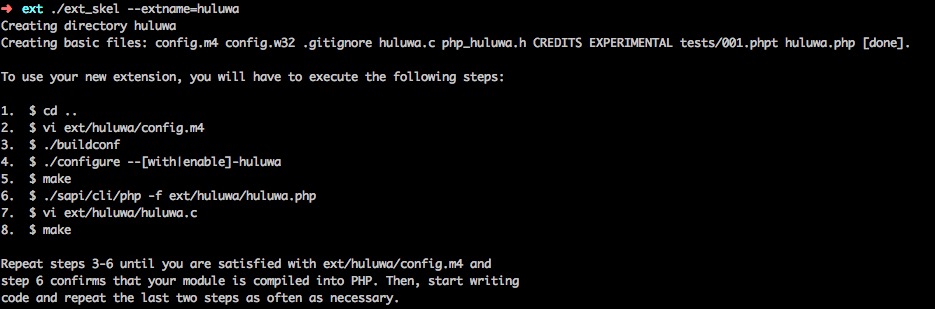 ➜ ext ./ext_skel --extname=huluwa
Creating directory huluwa
Creating basic files: config.m4 config.w32 .gitignore huluwa.c php_huluwa.h CREDITS EXPERIMENTAL tests/001.phpt huluwa.php [done].
To use your new extension, you will have to execute the following steps:
1. $ cd ..
2. $ vi ext/huluwa/config.m4
3. $ ./buildconf
4. $ ./configure --[with|enable]-huluwa
5. $ make
6. $ ./sapi/cli/php -f ext/huluwa/huluwa.php
7. $ vi ext/huluwa/huluwa.c
8. $ make
Repeat steps 3-6 until you are satisfied with ext/huluwa/config.m4 and
step 6 confirms that your module is compiled into PHP. Then, start writing
code and repeat the last two steps as often as necessary.